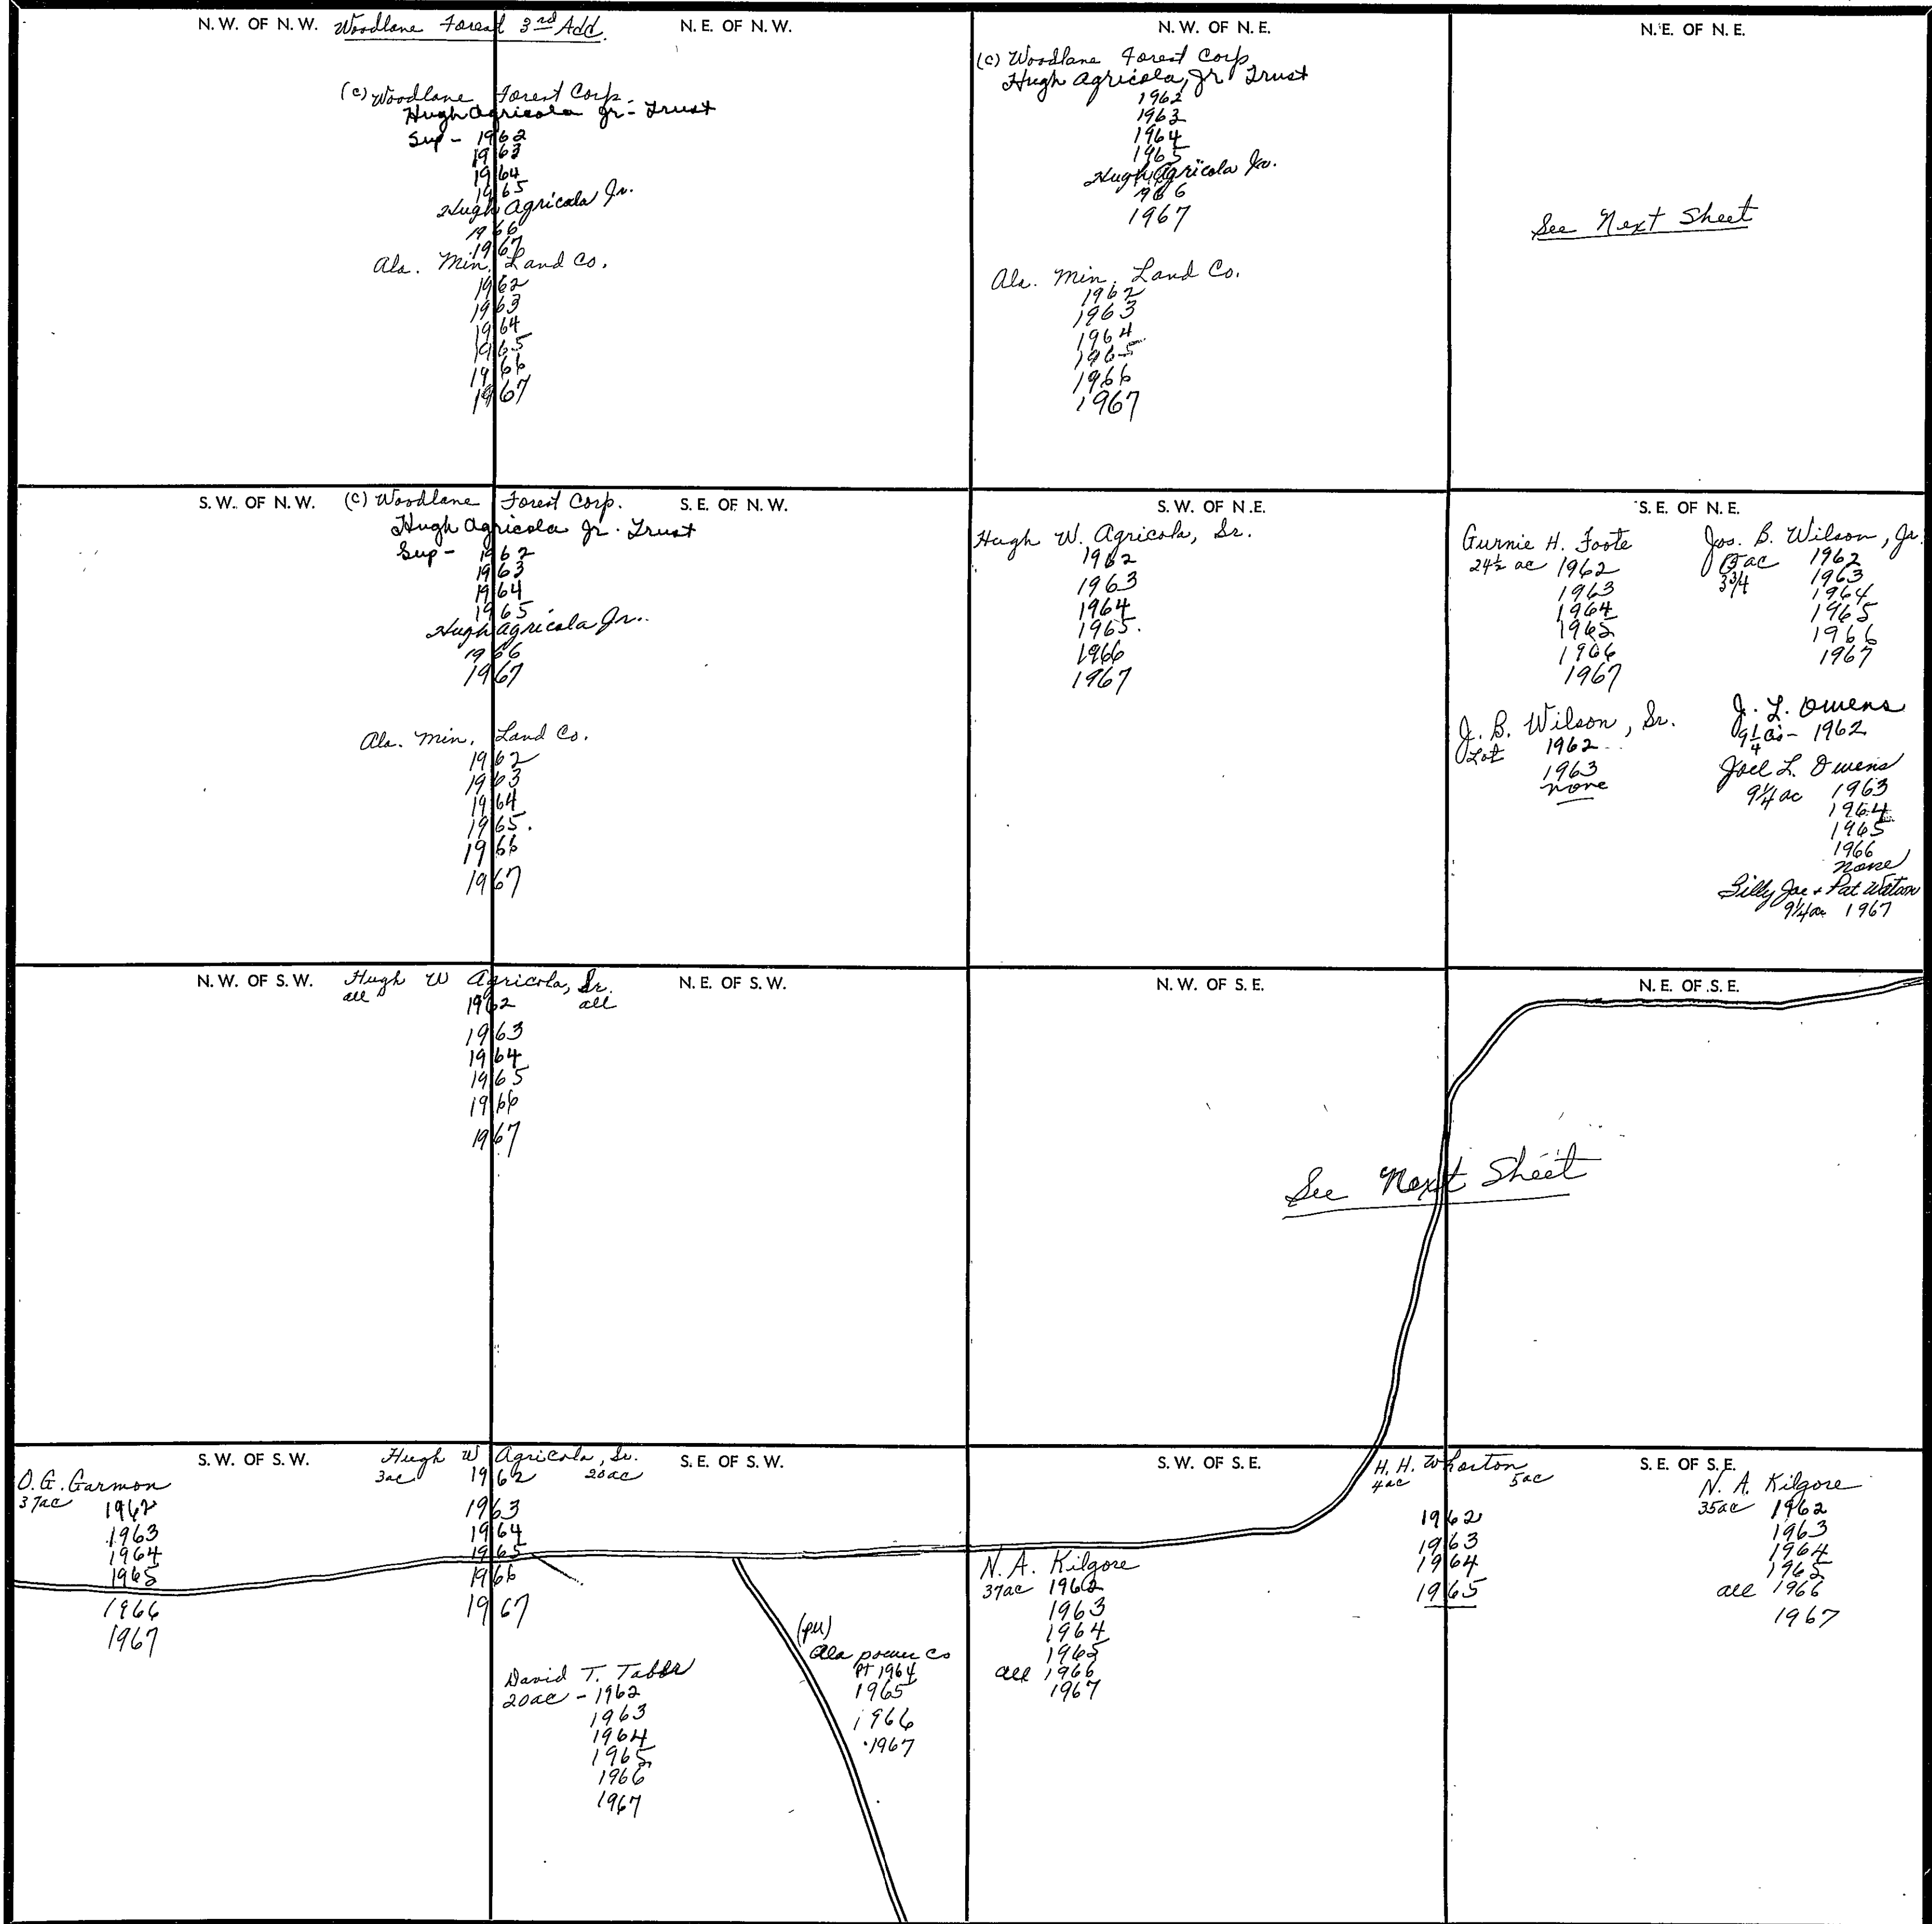 N.W. OF N.W. Woodlane Forest 3rd Add. N.E. OF N.W.
(c) Woodlane Forest Corp.
Hugh Agricola Jr - Trust
Sup - 1962
1963
1964
1965
Hugh Agricola Jr.
1966
1967
Ala. Min. Land Co.
1962
1963
1964
1965
1966
1967
N.W. OF N.E.
(c) Woodlane Forest Corp
Hugh Agricola, Jr Trust
1962
1963
1964
1965
Hugh Agricola Jr.
1966
1967
Ala. Min. Land Co.
1962
1963
1964
1965
1966
1967
N.E. OF N.E.
See Next Sheet
S.W. OF N.W. (c) Woodlane Forest Corp. S.E. OF N.W.
Hugh Agricola Jr. Trust
Sup - 1962
1963
1964
1965
Hugh Agricola Jr.
1966
1967
Ala. Min. Land Co.
1962
1963
1964
1965.
1966
1967
S.W. OF N.E.
Hugh W. Agricola, Sr.
1962
1963
1964
1965.
1966
1967
S.E. OF N.E.
Gurnie H. Foote
24½ ac 1962
1963
1964
1965
1966
1967
Jos. B. Wilson, Jr.
ac 1962
3¾ 1963
1964
1965
1966
1967
J. B. Wilson, Sr.
Lot 1962
1963
none
J. L. Owens
9¼ - 1962
Joel L. Owens
9¼ ac 1963
1964
1965
1966
none
Billy Joe + Pat Watson
9¼ ac 1967
N.W. OF S.W. Hugh W Agricola, Sr. N.E. OF S.W.
all 1962 all
1963
1964
1965
1966
1967
N.W. OF S.E.
N.E. OF S.E.
See Next Sheet
S.W. OF S.W. Hugh W Agricola, Sr. S.E. OF S.W.
3ac 1962 20ac
1963
1964
1965
1966
1967
O.G. Garmon
37ac 1962
1963
1964
1965
1966
1967
David T. Tabor
20ac - 1962
1963
1964
1965
1966
1967
(pu)
Ala power co
Pt 1964
1965
1966
1967
S.W. OF S.E.
N. A. Kilgore
37ac 1962
1963
1964
1965
all 1966
1967
H. H. Wharton
4ac 5ac
1962
1963
1964
1965
S.E. OF S.E.
N. A. Kilgore
35ac 1962
1963
1964
1965
all 1966
1967